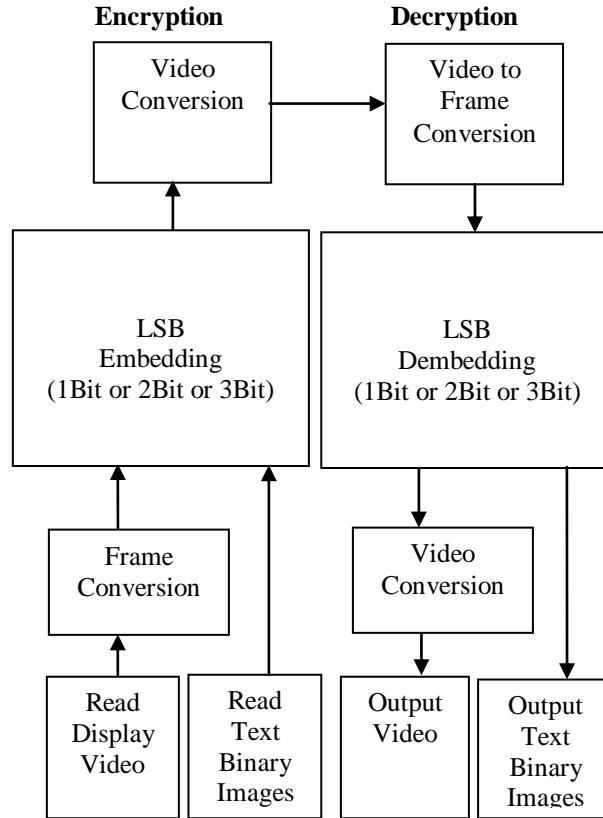 Encryption
Decryption
Video
Conversion
Video to
Frame
Conversion
LSB
Embedding
(1Bit or 2Bit or 3Bit)
LSB
Dembedding
(1Bit or 2Bit or 3Bit)
Frame
Conversion
Video
Conversion
Read
Display
Video
Read
Text
Binary
Images
Output
Video
Output
Text
Binary
Images